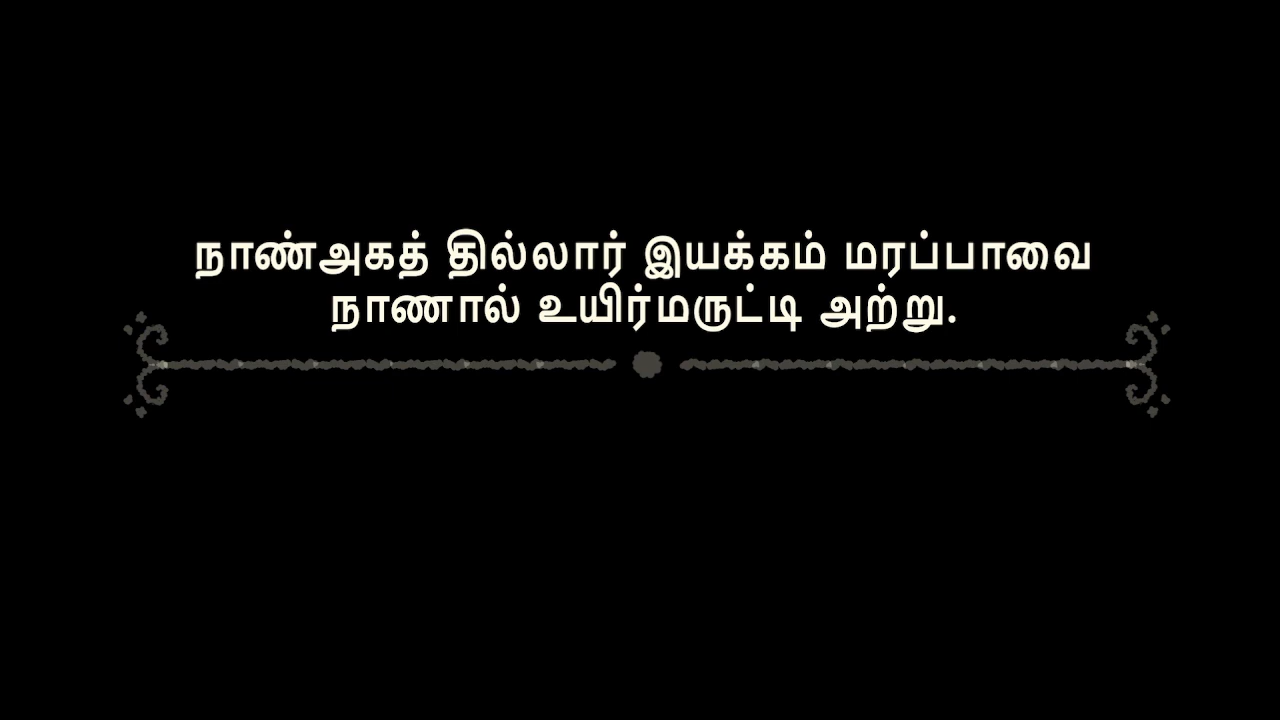 நாண்அகத் தில்லார் இயக்கம் மரப்பாவை
நாணால் உயிர்மருட்டி அற்று.